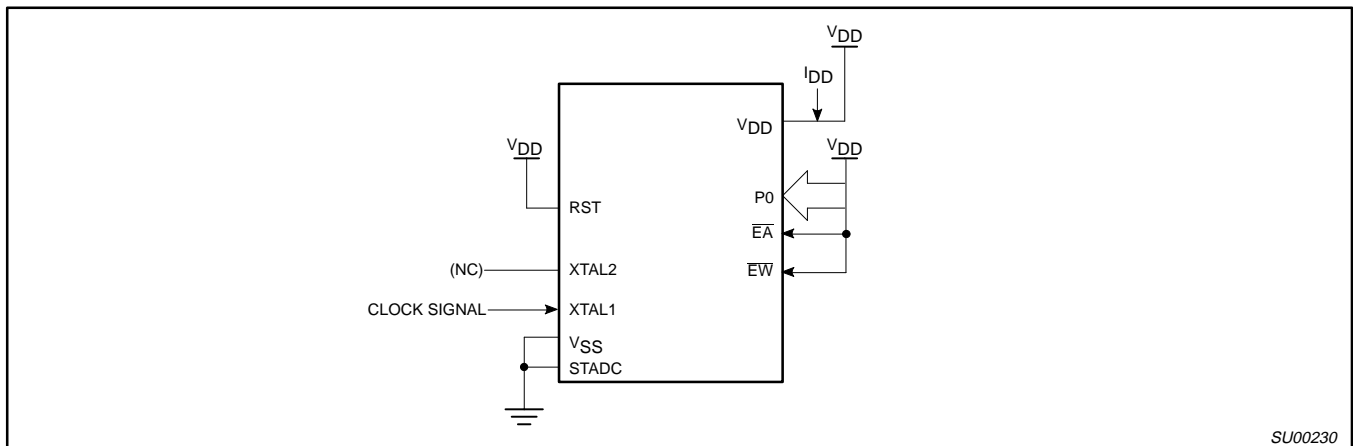 VDD
IDD
VDD
VDD
VDD
P0
RST
EA
(NC)
XTAL2
EW
CLOCK SIGNAL
XTAL1
VSS
STADC
SU00230